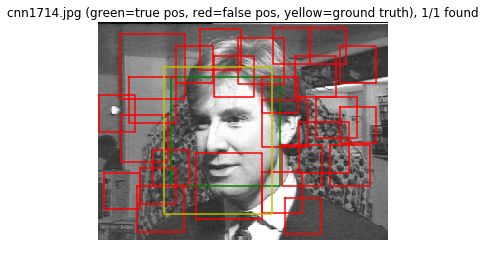 cnn1714.jpg (green=true pos, red=false pos, yellow=ground truth), 1/1 found